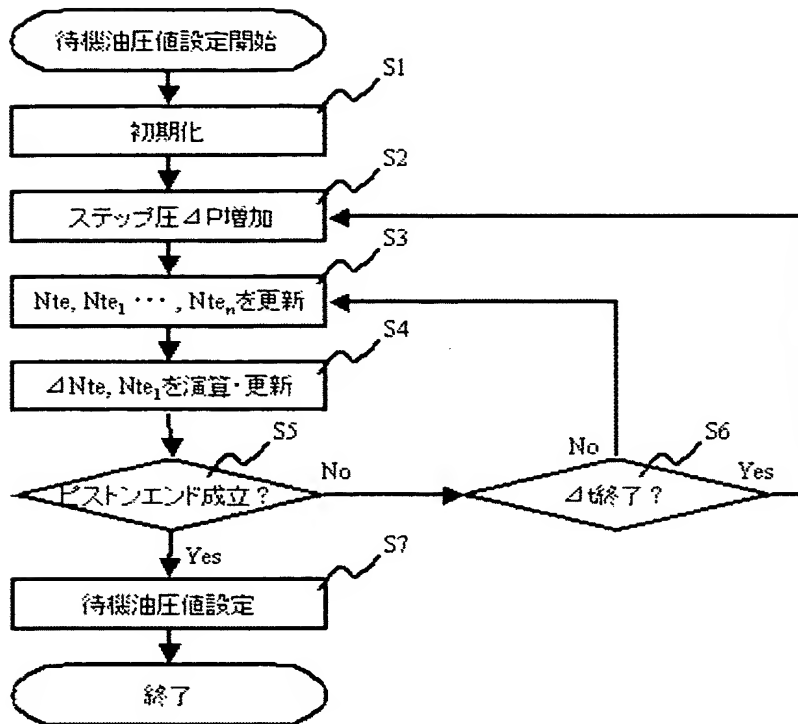 待機油圧値設定開始
S1
初期化
S2
ステップ圧⊿P増加
S3
Nte, Nte₁ ･･･ , Nteₙを更新
S4
⊿Nte, Nte₁を演算･更新
S5
ピストンエンド成立？
No
Yes
S6
No
⊿t終了？
Yes
S7
待機油圧値設定
終了